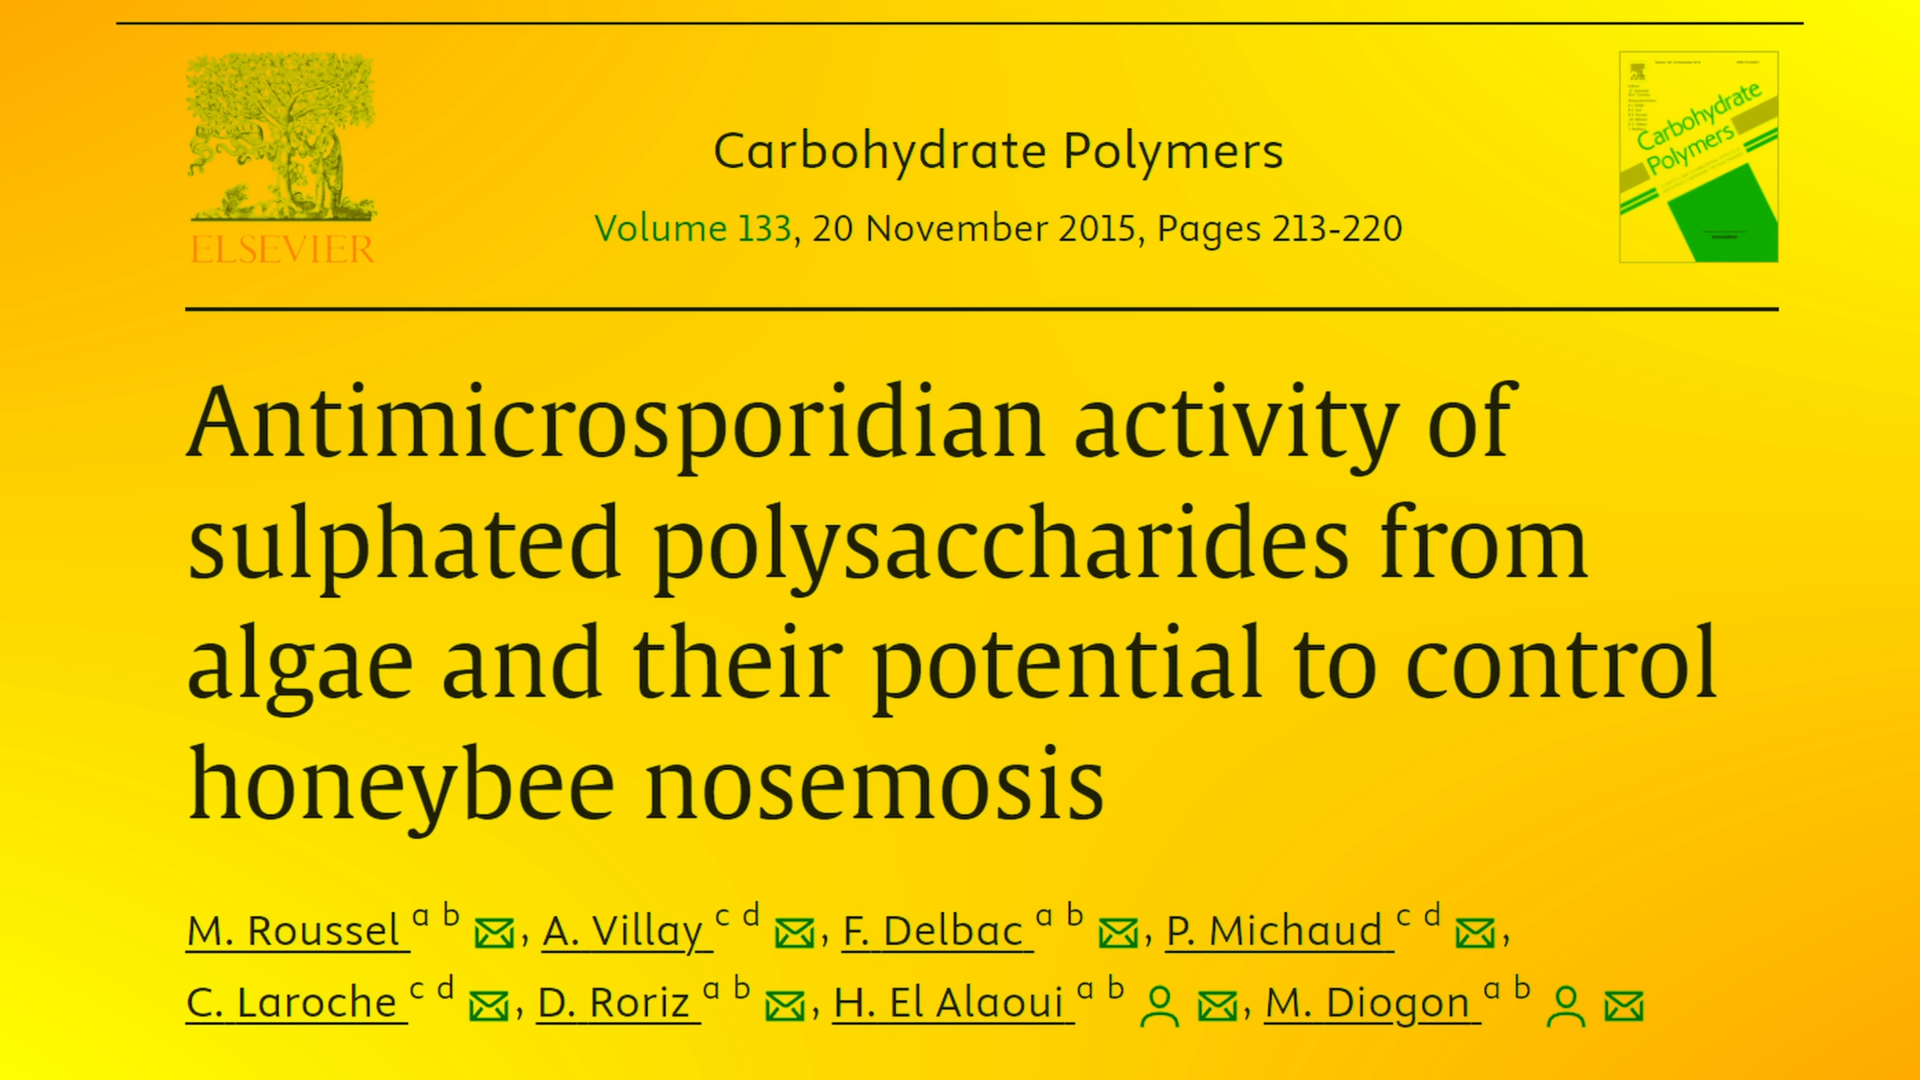 ELSEVIER
Carbohydrate Polymers
Volume 133, 20 November 2015, Pages 213-220
Carbohydrate
Polymers
Antimicrosporidian activity of
sulphated polysaccharides from
algae and their potential to control
honeybee nosemosis
M. Roussel a b, A. Villay c d, F. Delbac a b, P. Michaud c d,
C. Laroche c d, D. Roriz a b, H. El Alaoui a b, M. Diogon a b